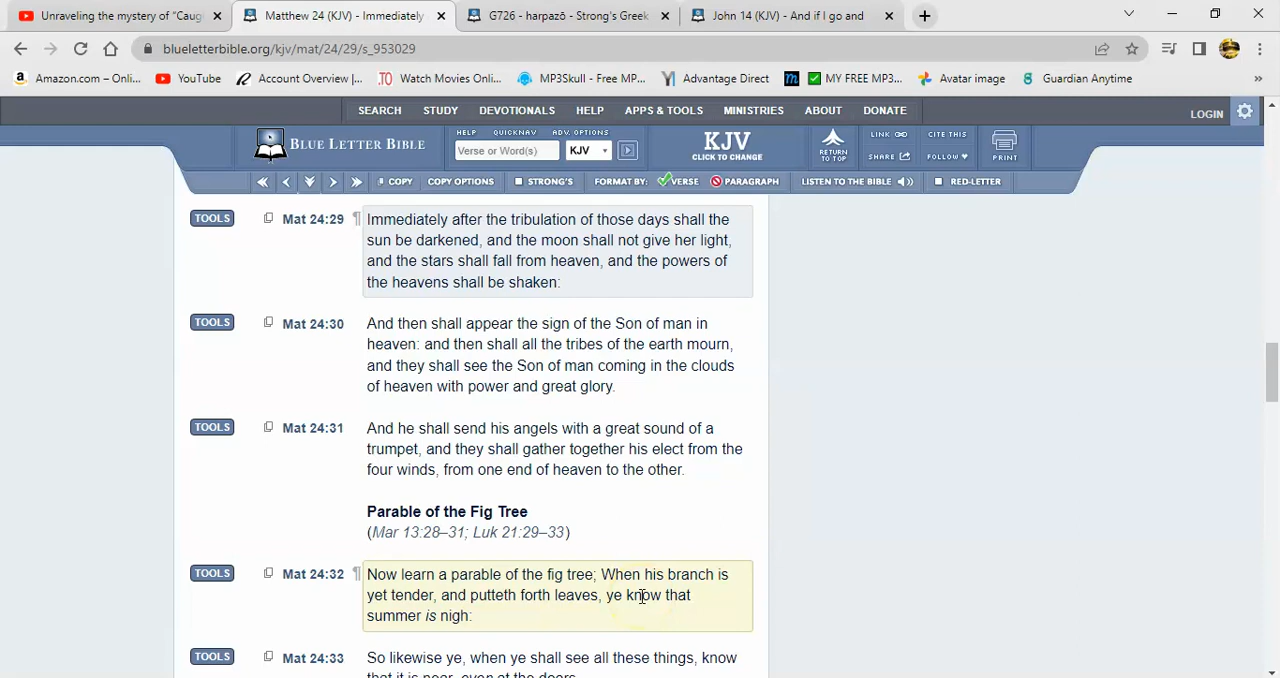 Unraveling the mystery of "Caug
Matthew 24 (KJV) - Immediately
G726 - harpazō - Strong's Greek
John 14 (KJV) - And if I go and
blueletterbible.org/kjv/mat/24/29/s_953029
Amazon.com – Onli...
YouTube
Account Overview |...
Watch Movies Onlin...
MP3Skull - Free MP...
Advantage Direct
MY FREE MP3...
Avatar image
Guardian Anytime
»
SEARCH
STUDY
DEVOTIONALS
HELP
APPS & TOOLS
MINISTRIES
ABOUT
DONATE
LOGIN
BLUE LETTER BIBLE
HELP
QUICKNAV
ADV. OPTIONS
Verse or Word(s)
KJV
KJV
CLICK TO CHANGE
RETURN
TO TOP
LINK
SHARE
CITE THIS
FOLLOW
PRINT
COPY
COPY OPTIONS
STRONG'S
FORMAT BY:
VERSE
PARAGRAPH
LISTEN TO THE BIBLE
RED-LETTER
TOOLS
Mat 24:29
¶
Immediately after the tribulation of those days shall the
sun be darkened, and the moon shall not give her light,
and the stars shall fall from heaven, and the powers of
the heavens shall be shaken:
TOOLS
Mat 24:30
And then shall appear the sign of the Son of man in
heaven: and then shall all the tribes of the earth mourn,
and they shall see the Son of man coming in the clouds
of heaven with power and great glory.
TOOLS
Mat 24:31
And he shall send his angels with a great sound of a
trumpet, and they shall gather together his elect from the
four winds, from one end of heaven to the other.
Parable of the Fig Tree
(Mar 13:28–31; Luk 21:29–33)
TOOLS
Mat 24:32
¶
Now learn a parable of the fig tree; When his branch is
yet tender, and putteth forth leaves, ye know that
summer is nigh:
TOOLS
Mat 24:33
So likewise ye, when ye shall see all these things, know
that it is near, even at the doors.